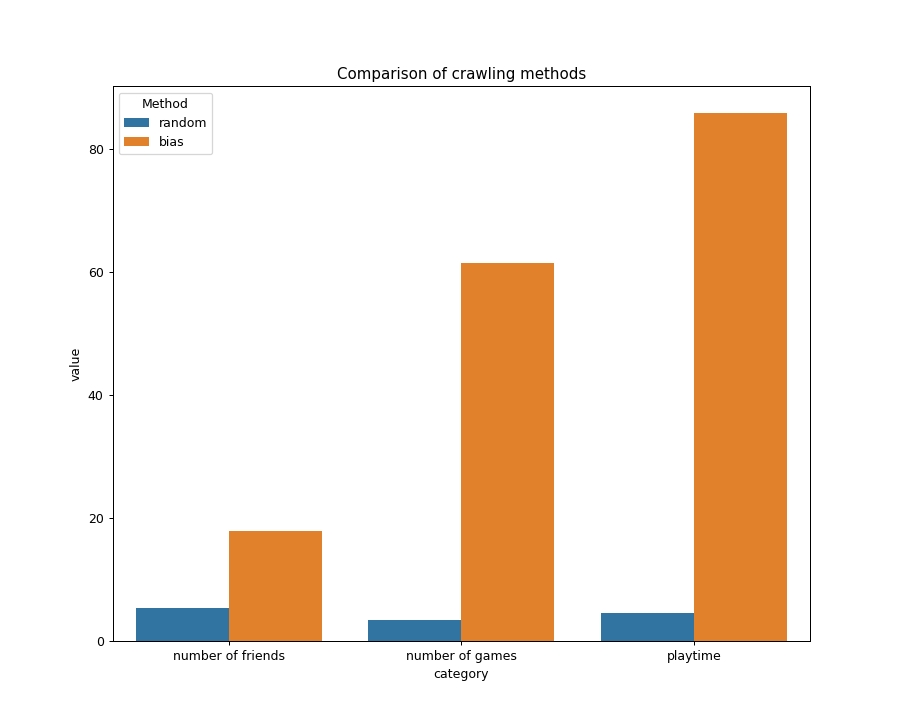 Comparison of crawling methods
Method
random
bias
80
60
40
20
0
value
number of friends
number of games
playtime
category